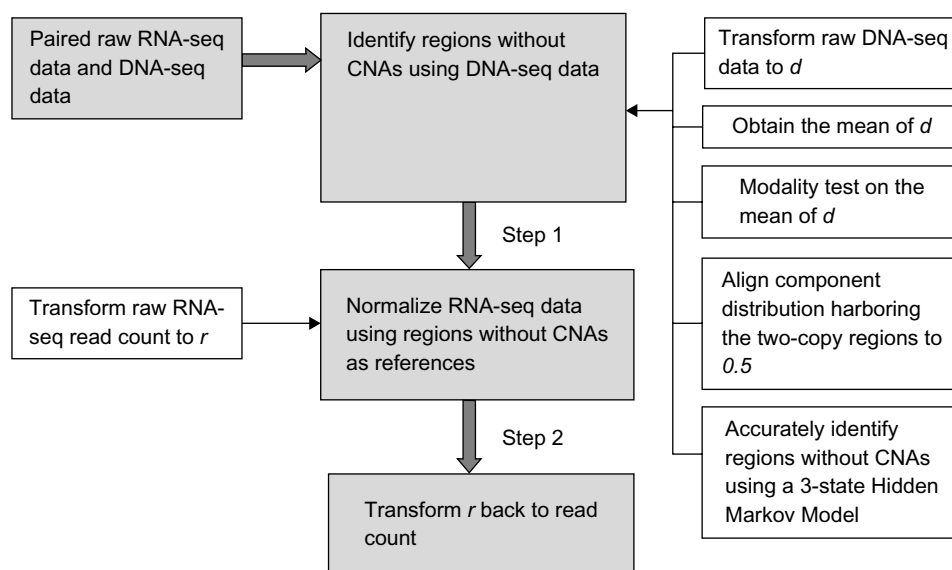 Paired raw RNA-seq
data and DNA-seq
data
Identify regions without
CNAs using DNA-seq data
Transform raw DNA-seq
data to d
Obtain the mean of d
Modality test on the
mean of d
Align component
distribution harboring
the two-copy regions to
0.5
Accurately identify
regions without CNAs
using a 3-state Hidden
Markov Model
Step 1
Transform raw RNA-
seq read count to r
Normalize RNA-seq data
using regions without CNAs
as references
Step 2
Transform r back to read
count